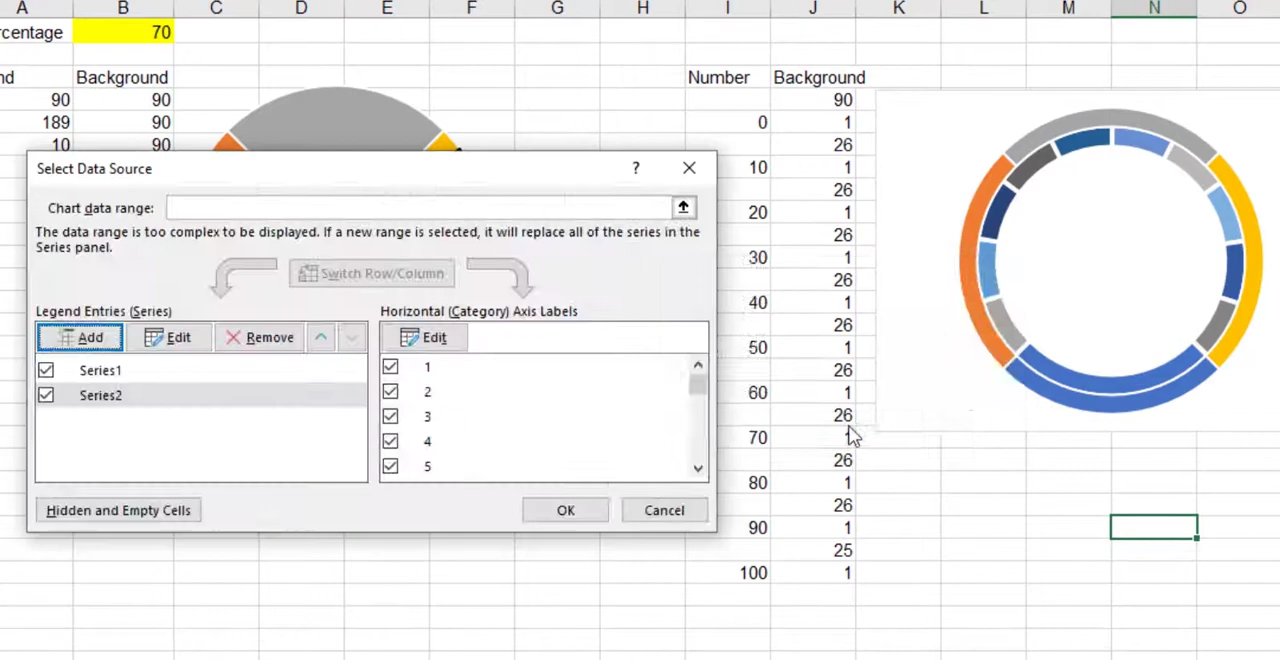 A B C D E F G H I J K L M N O
rcentage 70
nd Background Number Background
90 90 90
189 90 0 1
10 90 26
10 1
26
20 1
26
30 1
26
40 1
26
50 1
26
60 1
26
70
26
80 1
26
90 1
25
100 1
Select Data Source ?
Chart data range:
The data range is too complex to be displayed. If a new range is selected, it will replace all of the series in the
Series panel.
Switch Row/Column
Legend Entries (Series) Horizontal (Category) Axis Labels
Add Edit Remove Edit
Series1
Series2
1
2
3
4
5
Hidden and Empty Cells OK Cancel